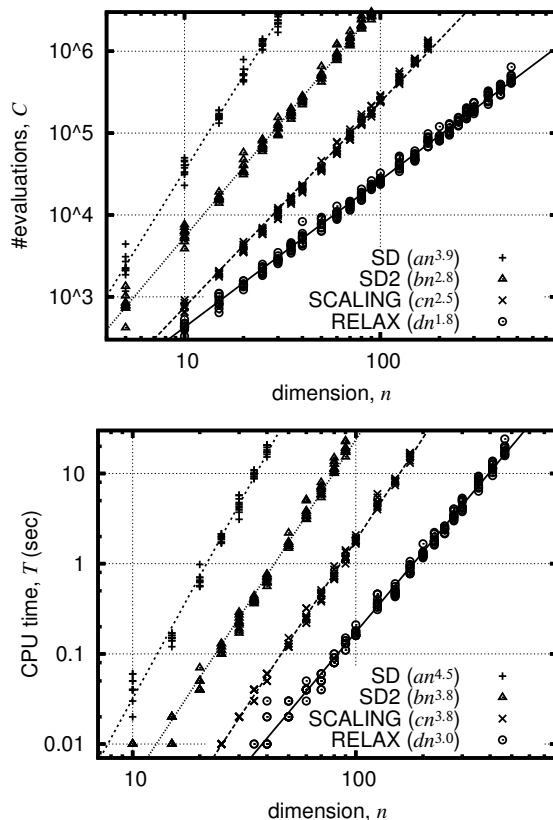 10^6
10^5
10^4
10^3
#evaluations, C
SD (an^3.9)
SD2 (bn^2.8)
SCALING (cn^2.5)
RELAX (dn^1.8)
10
100
dimension, n
10
1
0.1
0.01
CPU time, T (sec)
SD (an^4.5)
SD2 (bn^3.8)
SCALING (cn^3.8)
RELAX (dn^3.0)
10
100
dimension, n